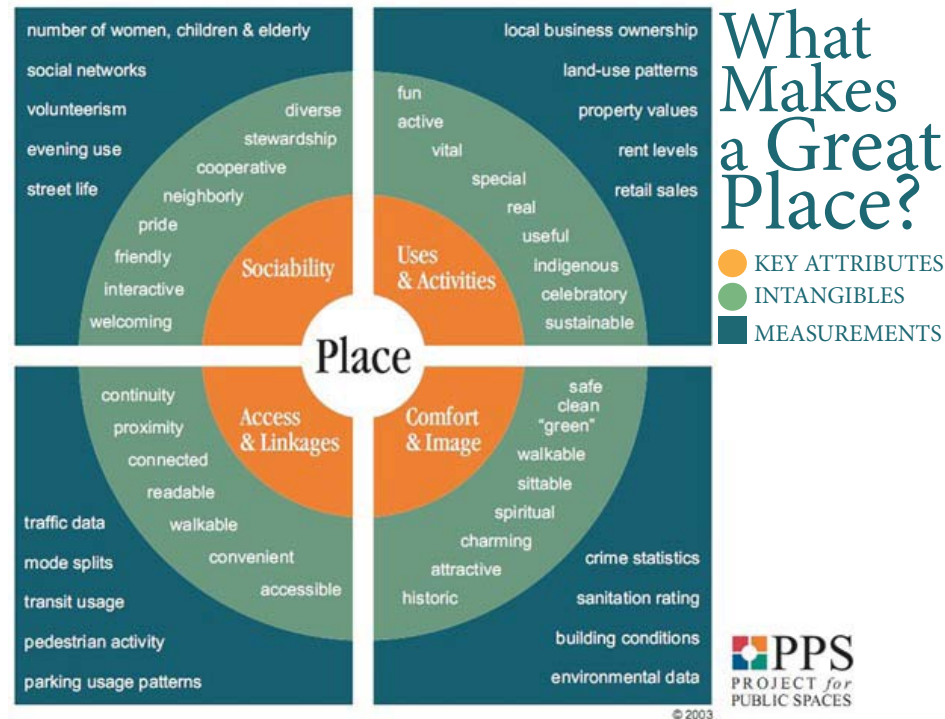 number of women, children & elderly
social networks
volunteerism
evening use
street life
diverse
stewardship
cooperative
neighborly
pride
friendly
interactive
welcoming
Sociability
local business ownership
land-use patterns
property values
rent levels
retail sales
fun
active
vital
special
real
useful
indigenous
celebratory
sustainable
Uses
& Activities
Place
continuity
proximity
connected
readable
walkable
convenient
accessible
Access
& Linkages
traffic data
mode splits
transit usage
pedestrian activity
parking usage patterns
Comfort
& Image
safe
clean
"green"
walkable
sittable
spiritual
charming
attractive
historic
crime statistics
sanitation rating
building conditions
environmental data
© 2003
What
Makes
a Great
Place?
KEY ATTRIBUTES
INTANGIBLES
MEASUREMENTS
PPS
PROJECT for
PUBLIC SPACES